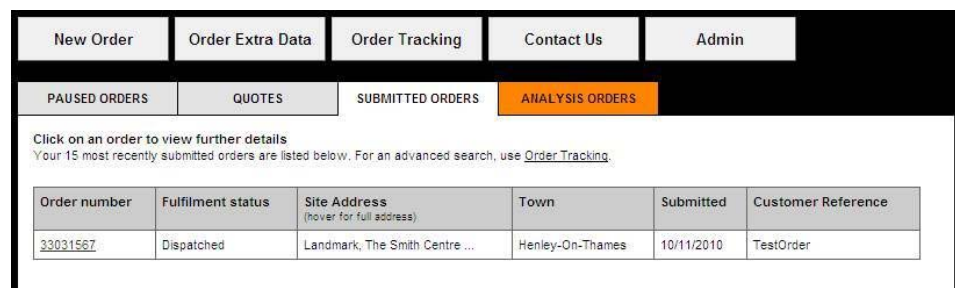 New Order Order Extra Data Order Tracking Contact Us Admin
PAUSED ORDERS QUOTES SUBMITTED ORDERS ANALYSIS ORDERS
Click on an order to view further details
Your 15 most recently submitted orders are listed below. For an advanced search, use Order Tracking.
Order number Fulfilment status Site Address Town Submitted Customer Reference
(hover for full address)
33031567 Dispatched Landmark, The Smith Centre ... Henley-On-Thames 10/11/2010 TestOrder